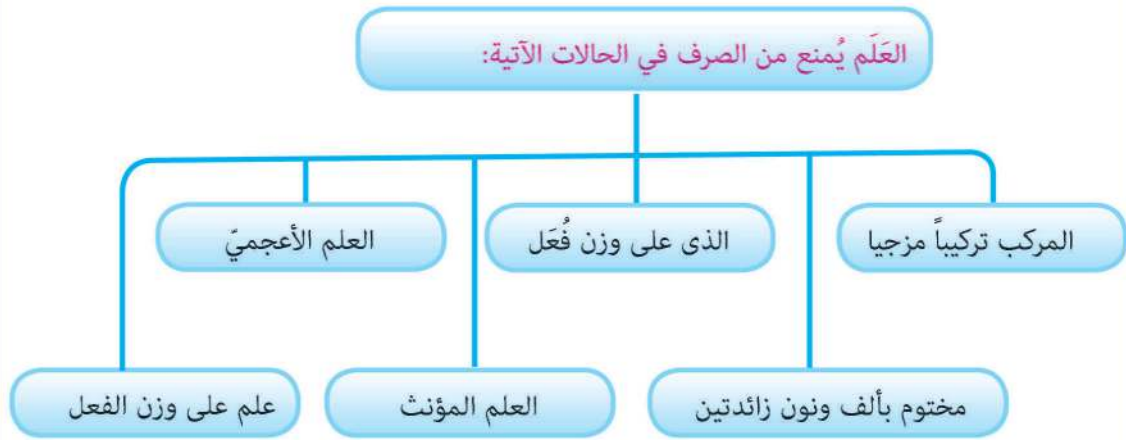 العَلَم يُمنع من الصرف في الحالات الآتية:
المركب تركيباً مزجيا
الذى على وزن فُعَل
العلم الأعجميّ
مختوم بألف ونون زائدتين
العلم المؤنث
علم على وزن الفعل